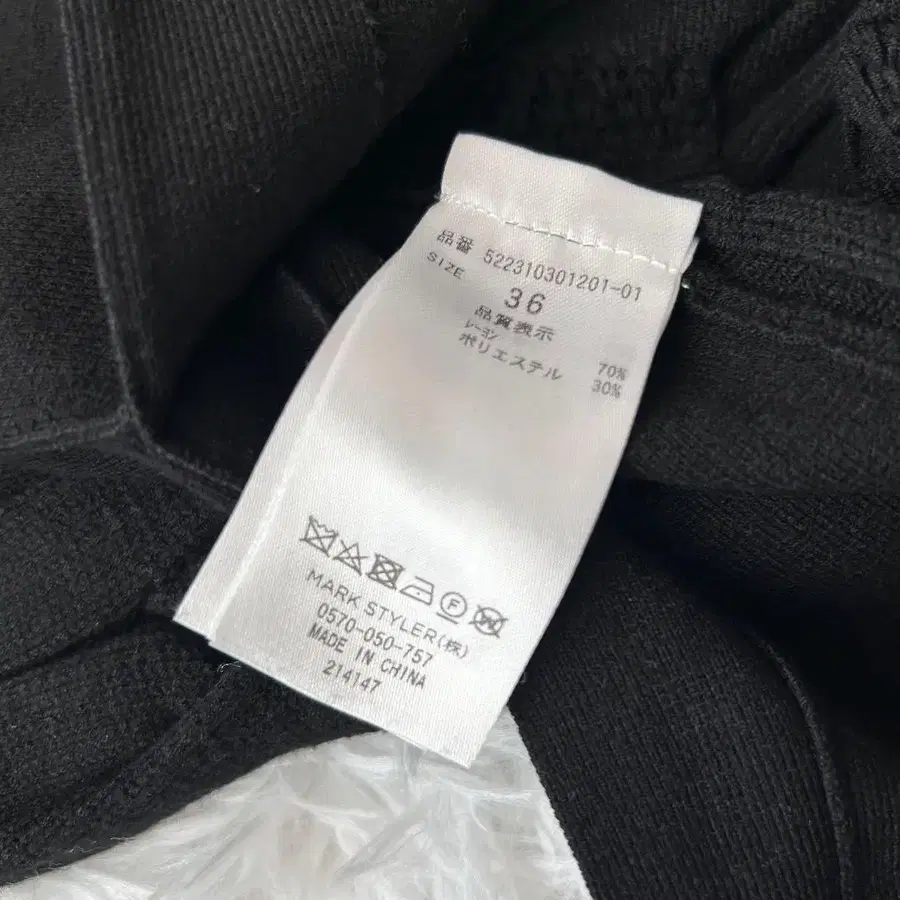 品番 522310301201-01
SIZE 36
品質表示
レーヨン 70%
ポリエステル 30%
MARK STYLER(株)
0570-050-757
MADE IN CHINA
214147